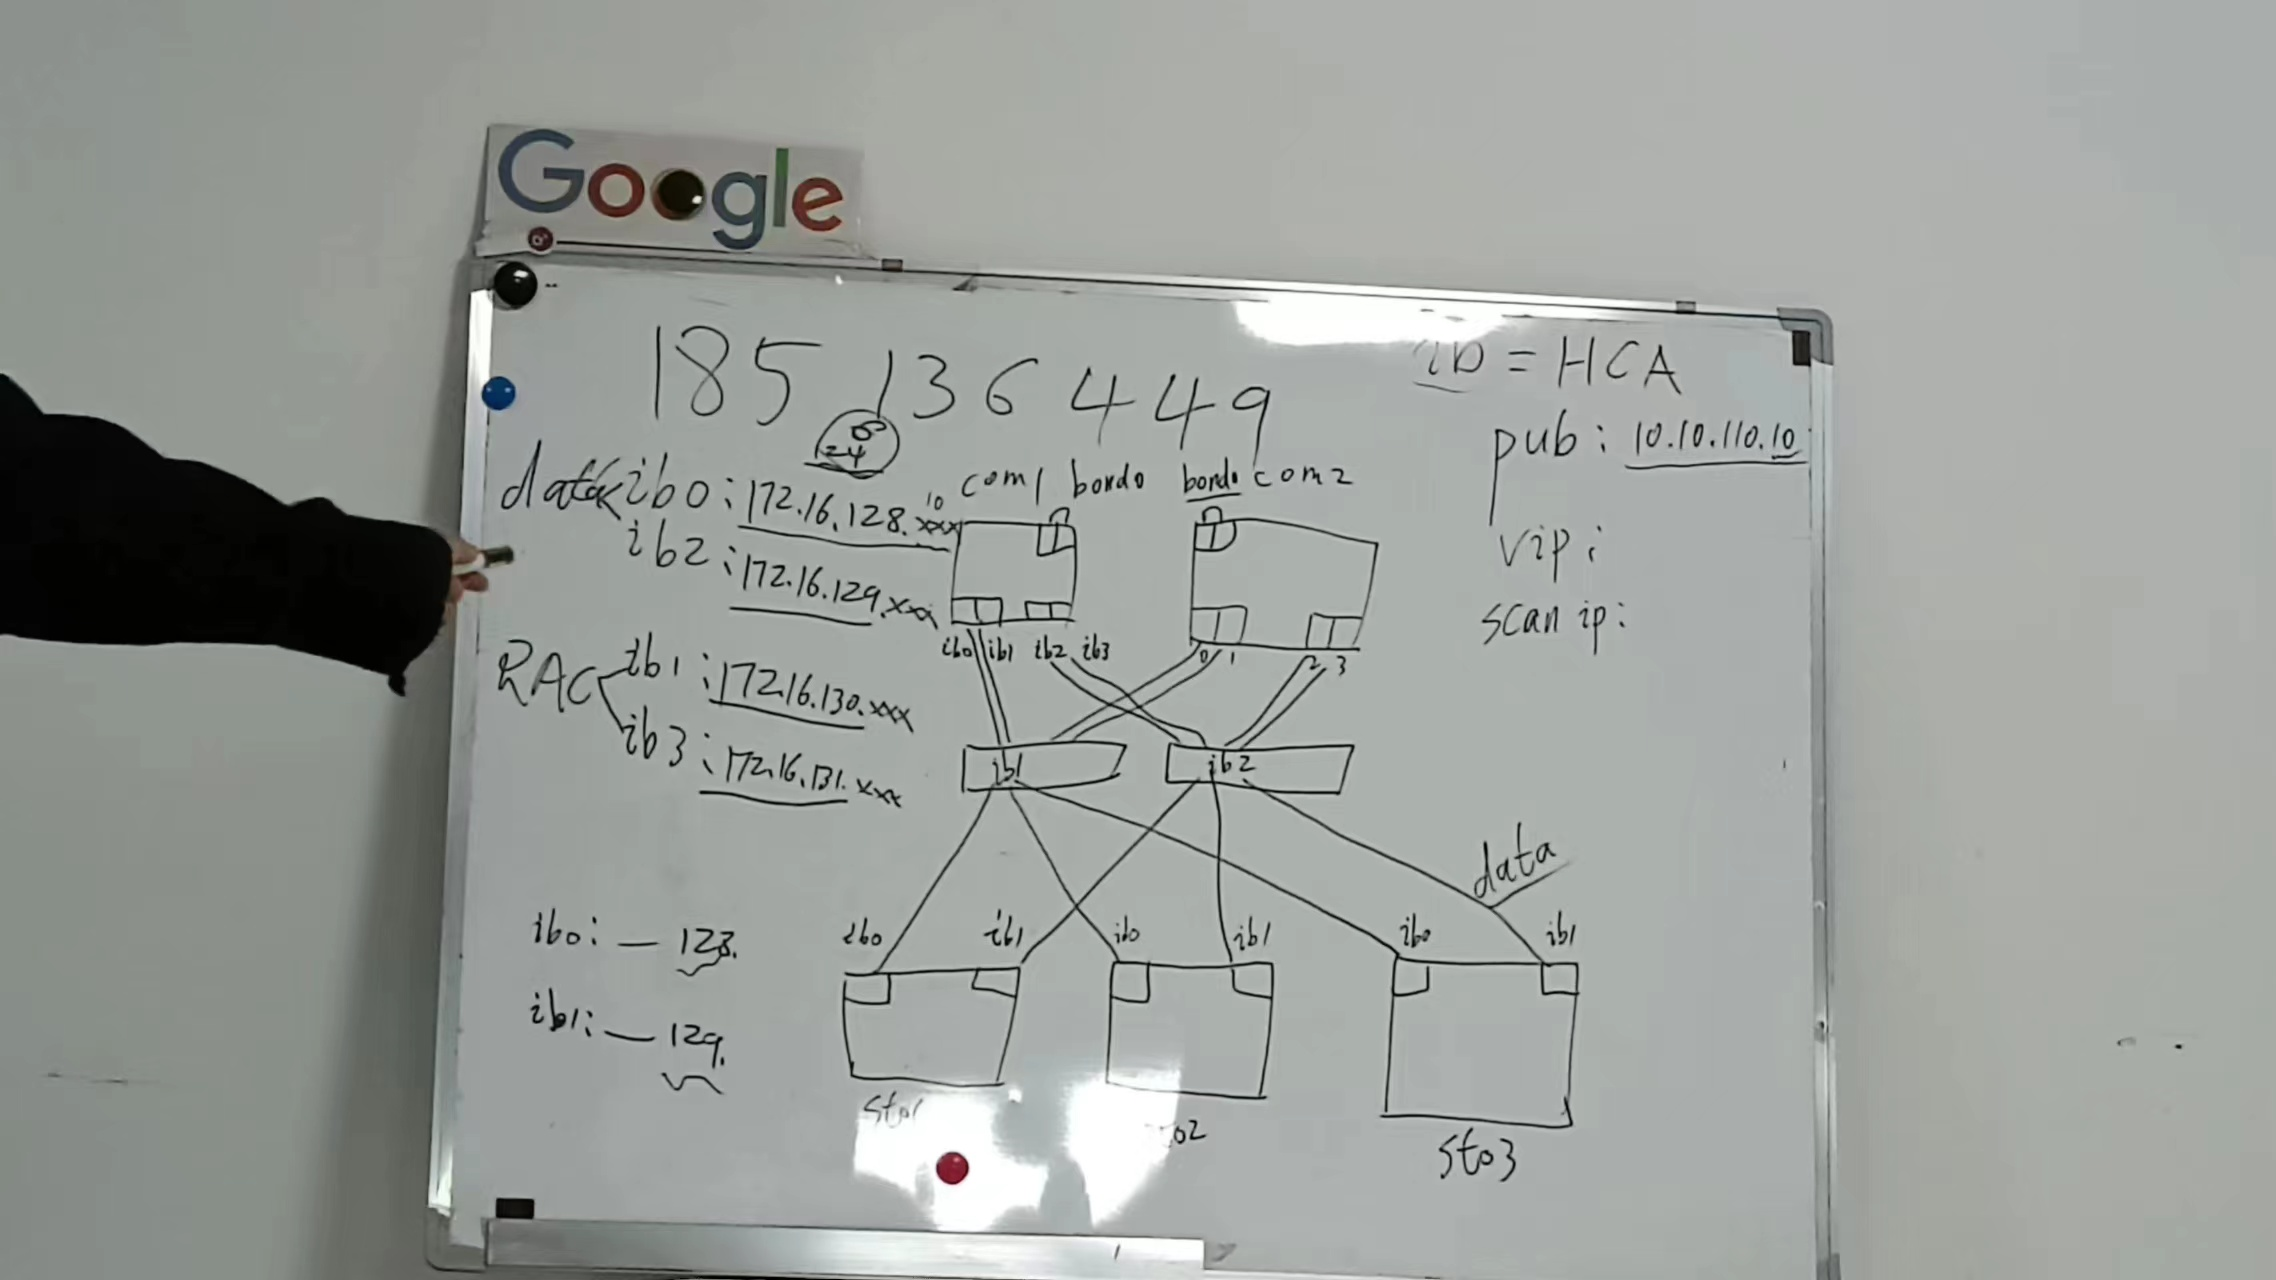 Google
185 136 449
ib = HCA
pub: 10.10.110.10
vip:
scan ip:
24
data ib0: 172.16.128.xxx
10
ib2: 172.16.129.xxx
RAC ib1: 172.16.130.xxx
ib3: 172.16.131.xxx
com1 bond0 bond0 com2
ib0 ib1 ib2 ib3
0 1 2 3
ib1 ib2
data
ib0 ib1 ib0 ib1 ib0 ib1
ib0: — 128.
ib1: — 129.
sto1
sto2
sto3